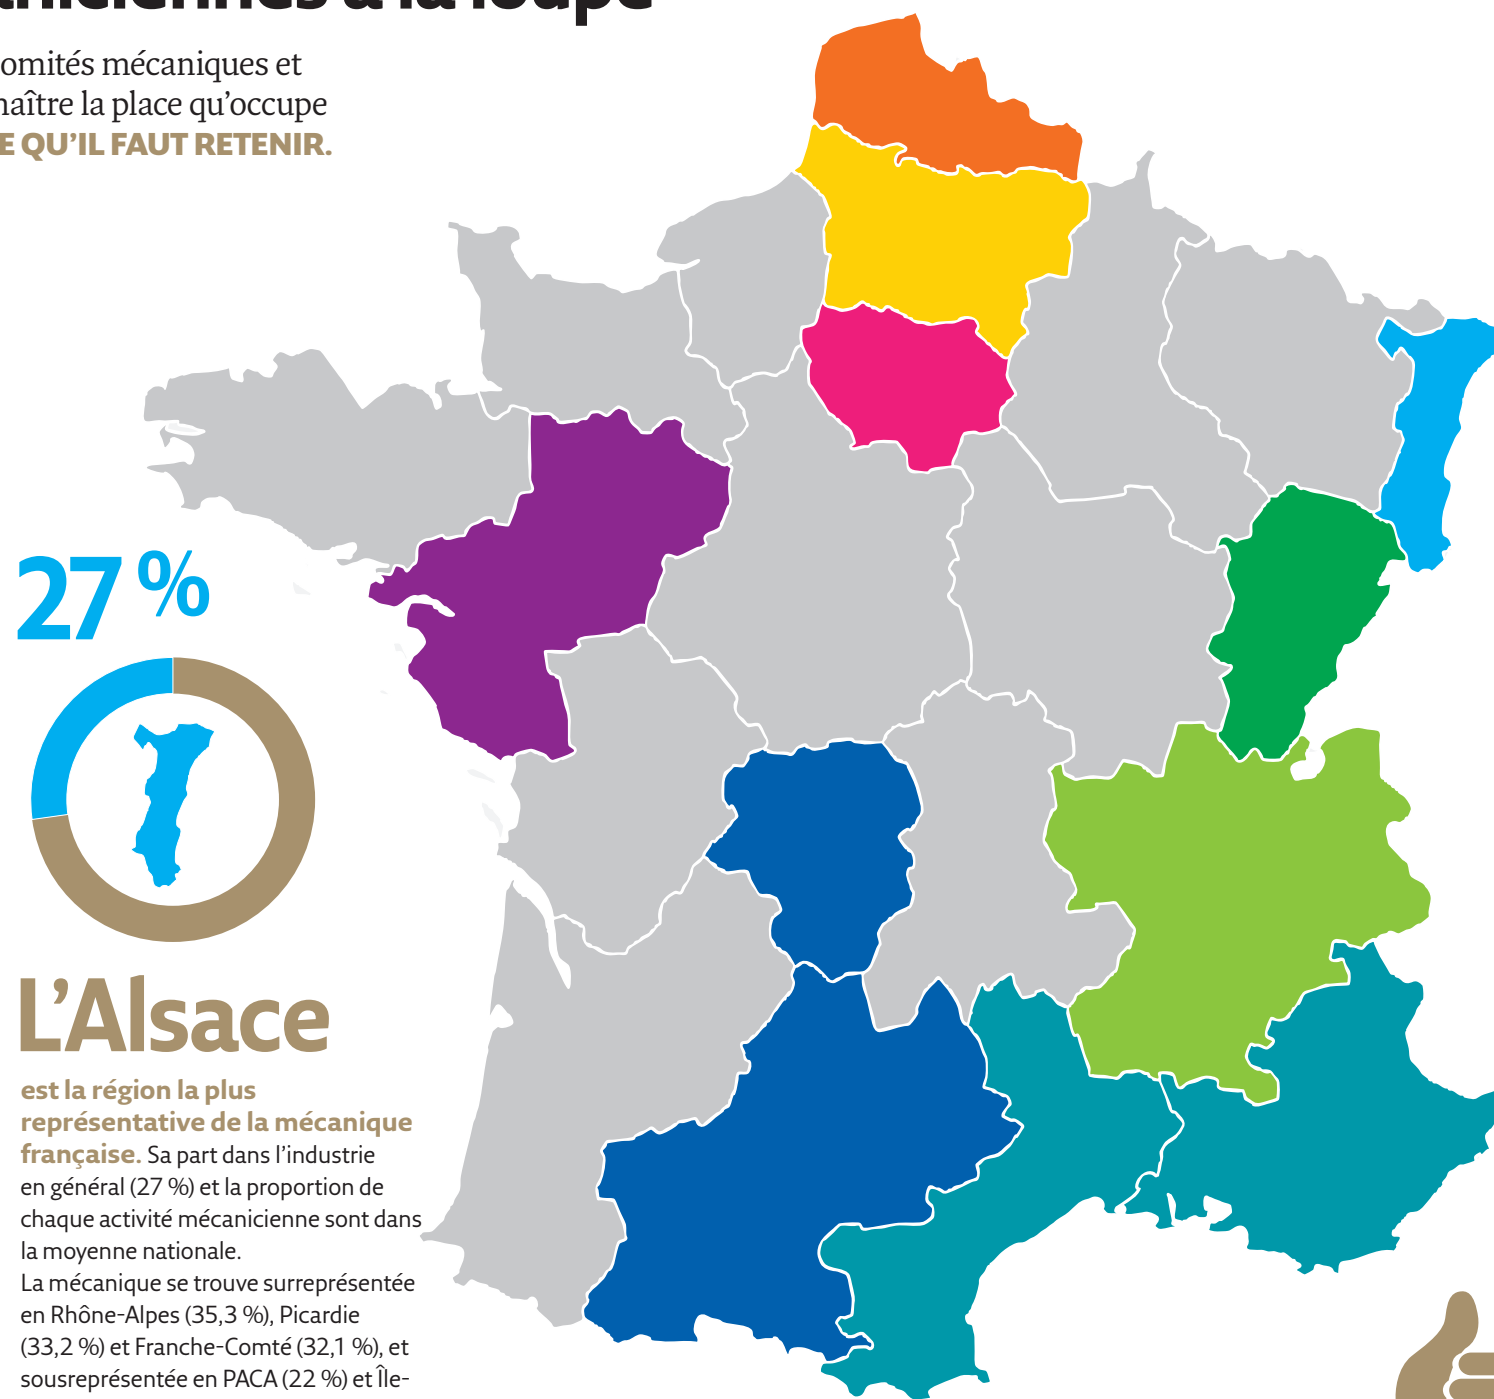 omités mécaniques et
la place qu'occupe
QU'IL FAUT RETENIR.
27 %
L'Alsace
est la région la plus
représentative de la mécanique
française. Sa part dans l'industrie
en général (27 %) et la proportion de
chaque activité mécanicienne sont dans
la moyenne nationale.
La mécanique se trouve surreprésentée
en Rhône-Alpes (35,3 %), Picardie
(33,2 %) et Franche-Comté (32,1 %), et
sousreprésentée en PACA (22 %) et Île-